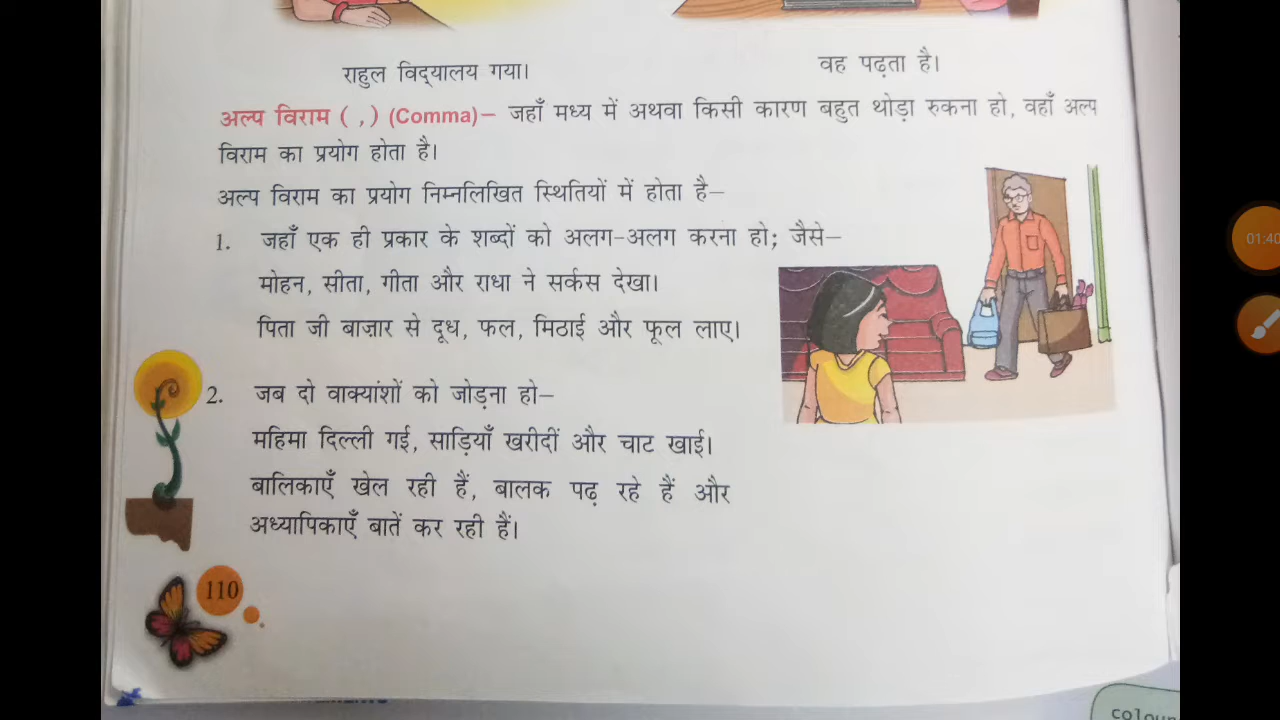 राहुल विद्‌यालय गया।
वह पढ़ता है।
अल्प विराम ( , ) (Comma)– जहाँ मध्य में अथवा किसी कारण बहुत थोड़ा रुकना हो, वहाँ अल्प
विराम का प्रयोग होता है।
अल्प विराम का प्रयोग निम्नलिखित स्थितियों में होता है–
1. जहाँ एक ही प्रकार के शब्दों को अलग-अलग करना हो; जैसे–
मोहन, सीता, गीता और राधा ने सर्कस देखा।
पिता जी बाज़ार से दूध, फल, मिठाई और फूल लाए।
2. जब दो वाक्यांशों को जोड़ना हो–
महिमा दिल्ली गई, साड़ियाँ खरीदीं और चाट खाई।
बालिकाएँ खेल रही हैं, बालक पढ़ रहे हैं और
अध्यापिकाएँ बातें कर रही हैं।
110
01:40